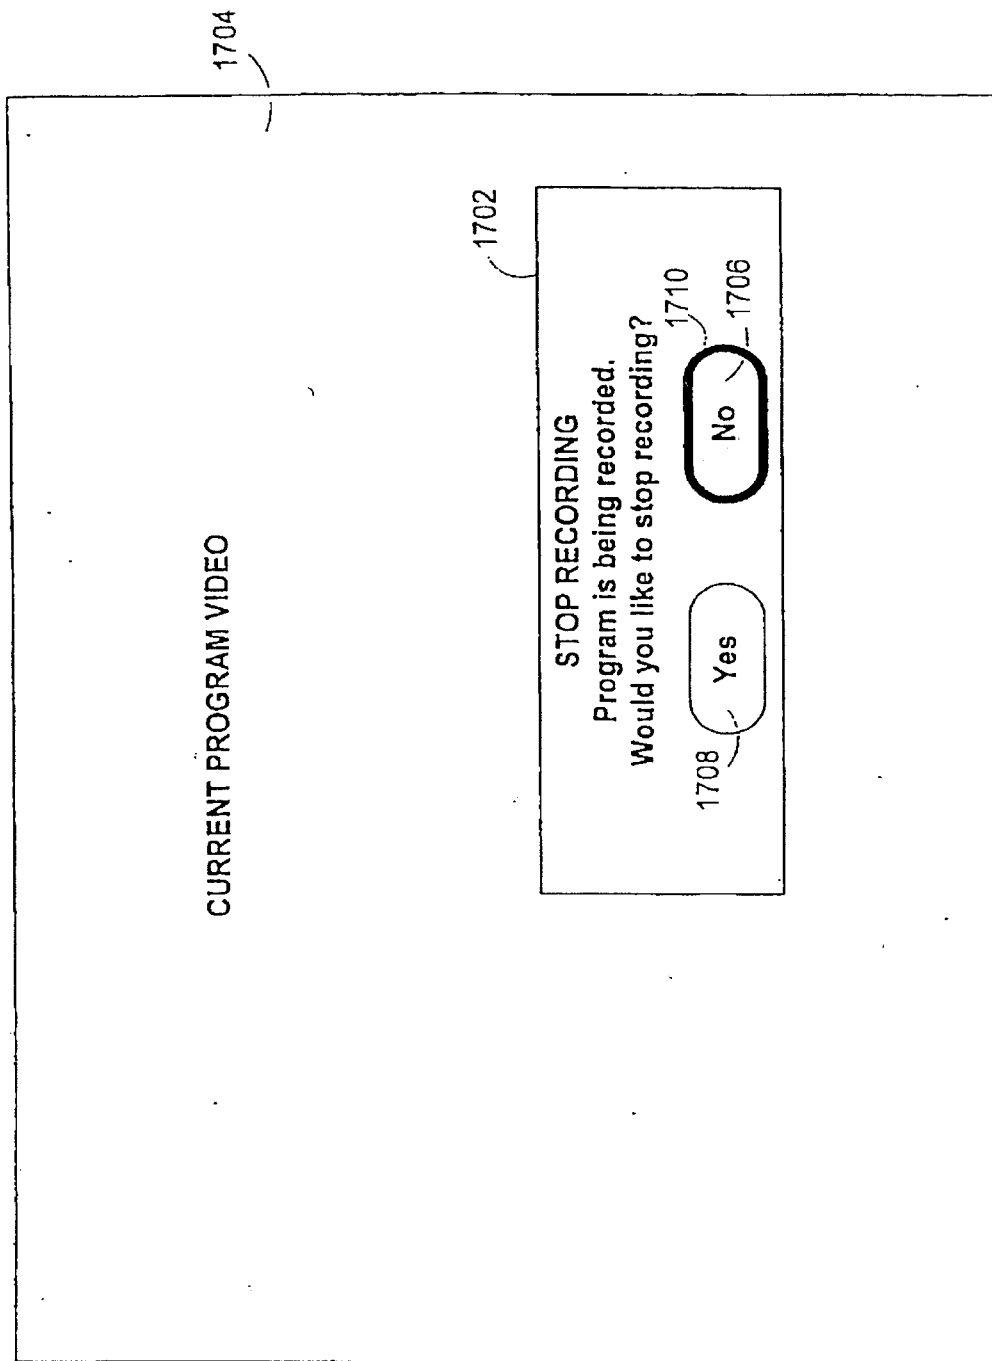 1704
CURRENT PROGRAM VIDEO
1702
STOP RECORDING
Program is being recorded.
Would you like to stop recording?
1710
1708
Yes
No
1706